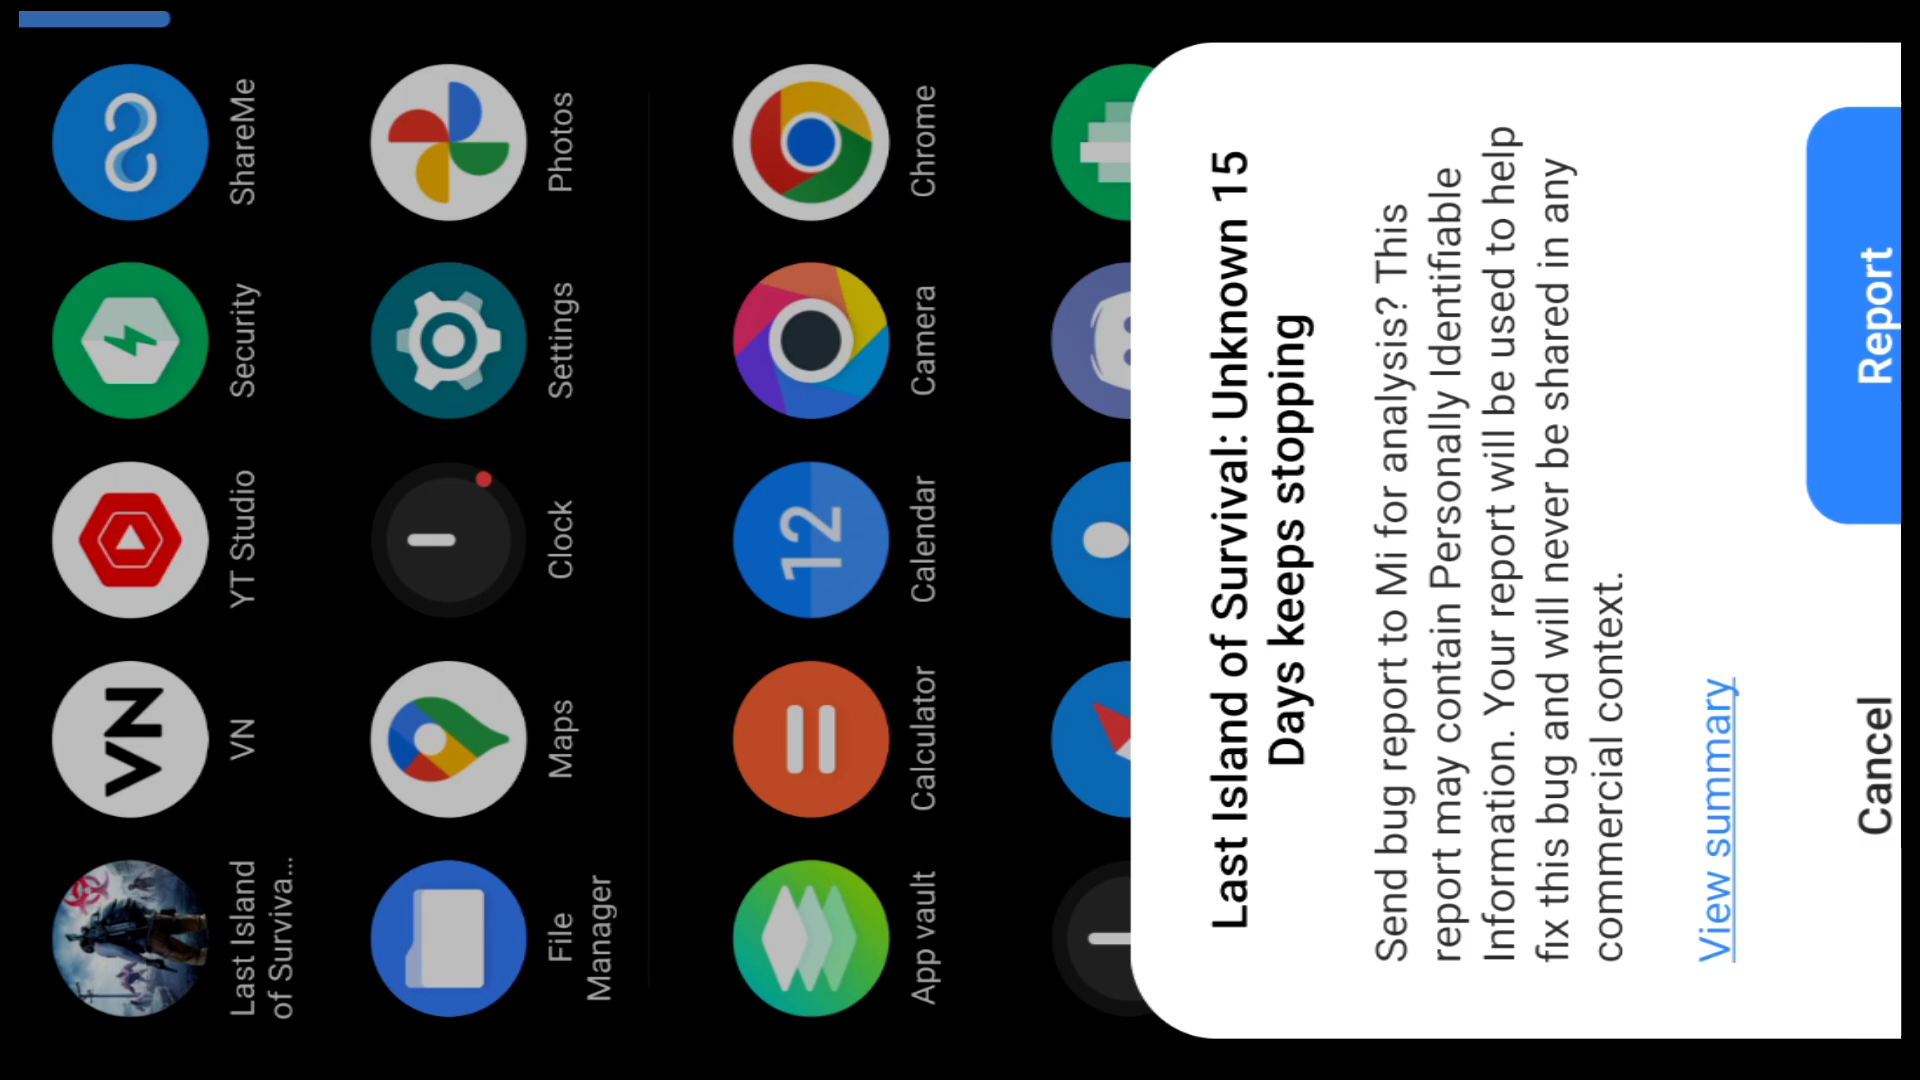 Last Island
of Surviva...
VN
YT Studio
Security
ShareMe
File
Manager
Maps
Clock
Settings
Photos
App vault
Calculator
Calendar
12
Camera
Chrome
Last Island of Survival: Unknown 15
Days keeps stopping
Send bug report to Mi for analysis? This
report may contain Personally Identifiable
Information. Your report will be used to help
fix this bug and will never be shared in any
commercial context.
View summary
Cancel
Report
VN